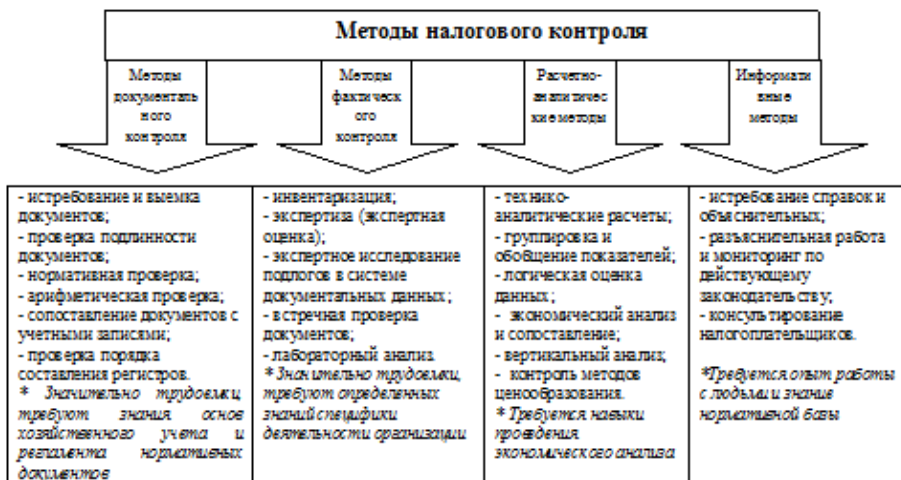 Методы налогового контроля
Методы
документаль
ного
контроля
Методы
фактическ
ого
контроля
Расчетно-
аналитичес
кие методы
Информати
вные
методы
- истребование и выемка
документов;
- проверка подлинности
документов;
- нормативная проверка;
- арифметическая проверка;
- сопоставление документов с
учетными записями;
- проверка порядка
составления регистров.
* Значительно трудоемки,
требуют знания основ
хозяйственного учета и
регламента нормативных
документов
- инвентаризация;
- экспертиза (экспертная
оценка);
- экспертное исследование
подлогов в системе
документальных данных;
- встречная проверка
документов;
- лабораторный анализ.
* Значительно трудоемки,
требуют определенных
знаний специфики
деятельности организации
- технико-
аналитические расчеты;
- группировка и
обобщение показателей;
- логическая оценка
данных;
- экономический анализ
и сопоставление;
- вертикальный анализ;
- контроль методов
ценообразования.
* Требуется навыки
проведения
экономического анализа
- истребование справок и
объяснительных;
- разъяснительная работа
и мониторинг по
действующему
законодательству;
- консультирование
налогоплательщиков.
*Требуется опыт работы
с людьми и знание
нормативной базы